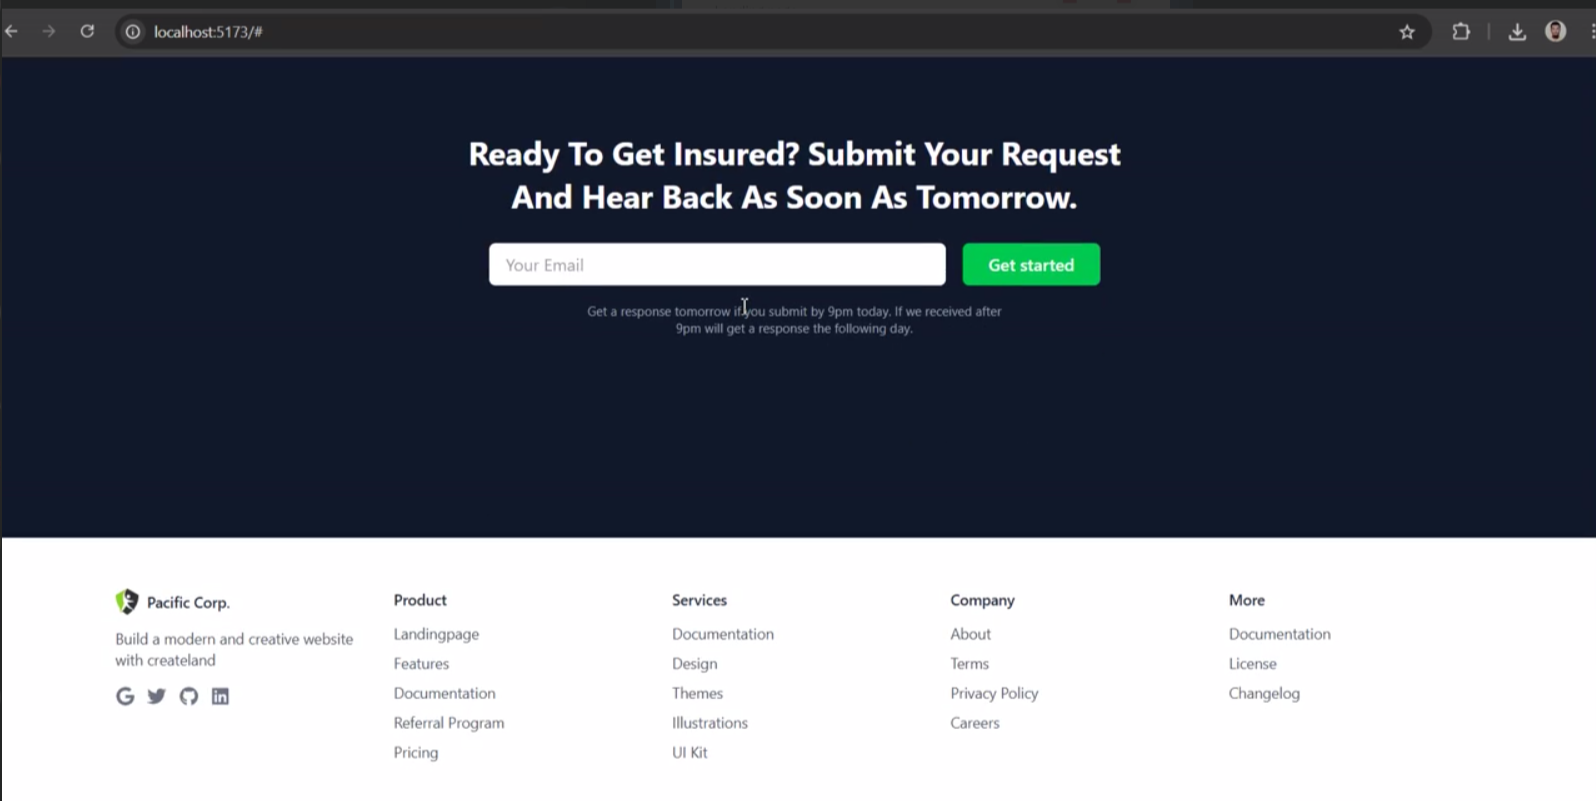 localhost:5173/#
Ready To Get Insured? Submit Your Request
And Hear Back As Soon As Tomorrow.
Your Email
Get started
Get a response tomorrow if you submit by 9pm today. If we received after
9pm will get a response the following day.
Pacific Corp.
Build a modern and creative website
with createland
Product
Landingpage
Features
Documentation
Referral Program
Pricing
Services
Documentation
Design
Themes
Illustrations
UI Kit
Company
About
Terms
Privacy Policy
Careers
More
Documentation
License
Changelog